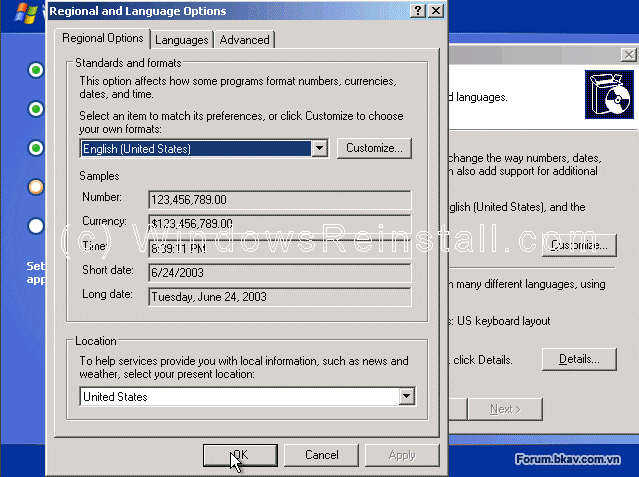 Regional and Language Options
Regional Options
Languages
Advanced
Standards and formats
This option affects how some programs format numbers, currencies,
dates, and time.
Select an item to match its preferences, or click Customize to choose
your own formats:
English (United States)
Customize...
Samples
Number:
123,456,789.00
Currency:
$123,456,789.00
Time:
8:39:11 PM
Short date:
6/24/2003
Long date:
Tuesday, June 24, 2003
Location
To help services provide you with local information, such as news and
weather, select your present location:
United States
OK
Cancel
Apply
d languages.
change the way numbers, dates,
n also add support for additional
glish (United States), and the
Customize...
n many different languages, using
s: US keyboard layout
, click Details.
Details...
Next >
Set
app
(c) WindowsReinstall.com
Forum.bkav.com.vn